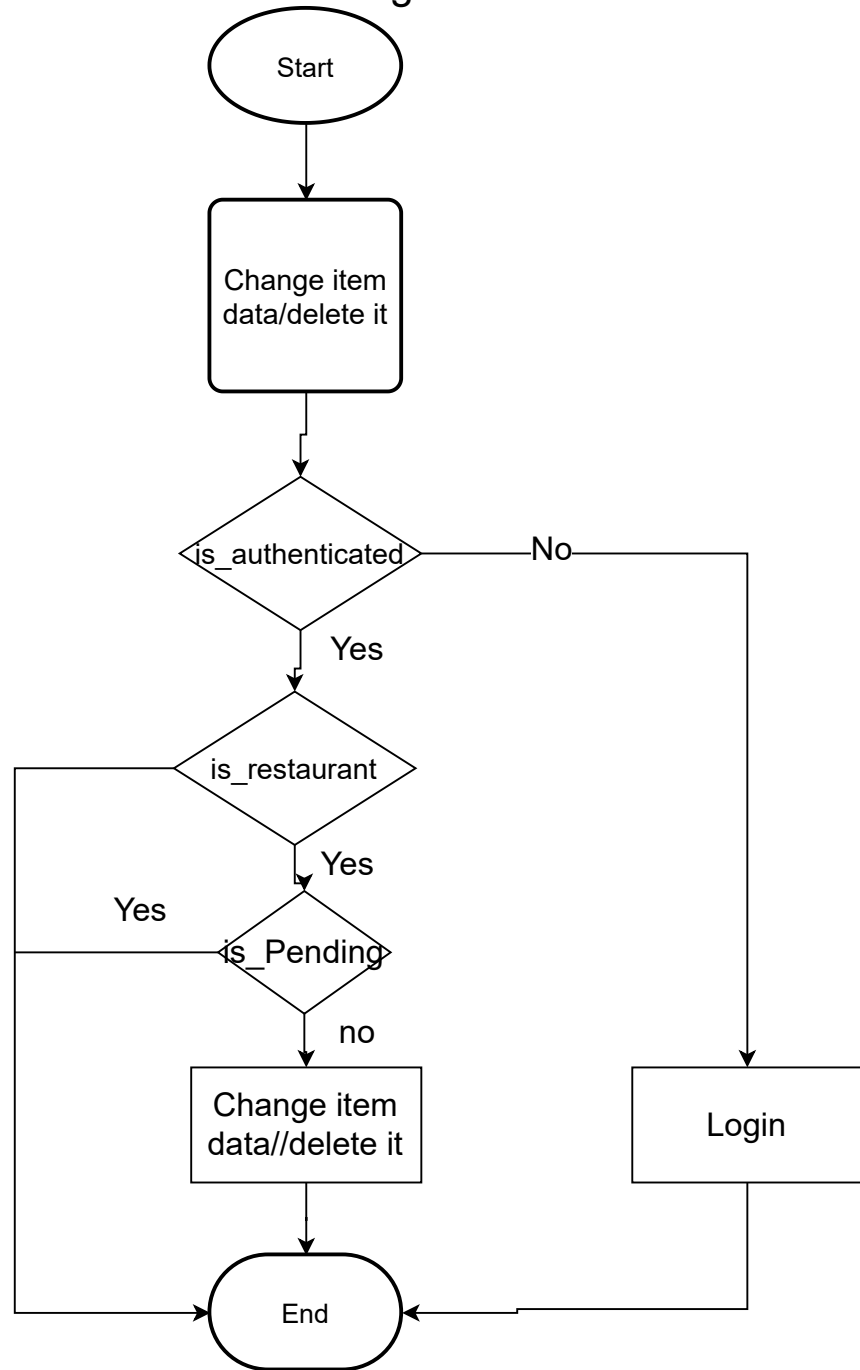 Start
Change item
data/delete it
is_authenticated
No
Yes
is_restaurant
Yes
Yes
is_Pending
no
Change item
data//delete it
Login
End